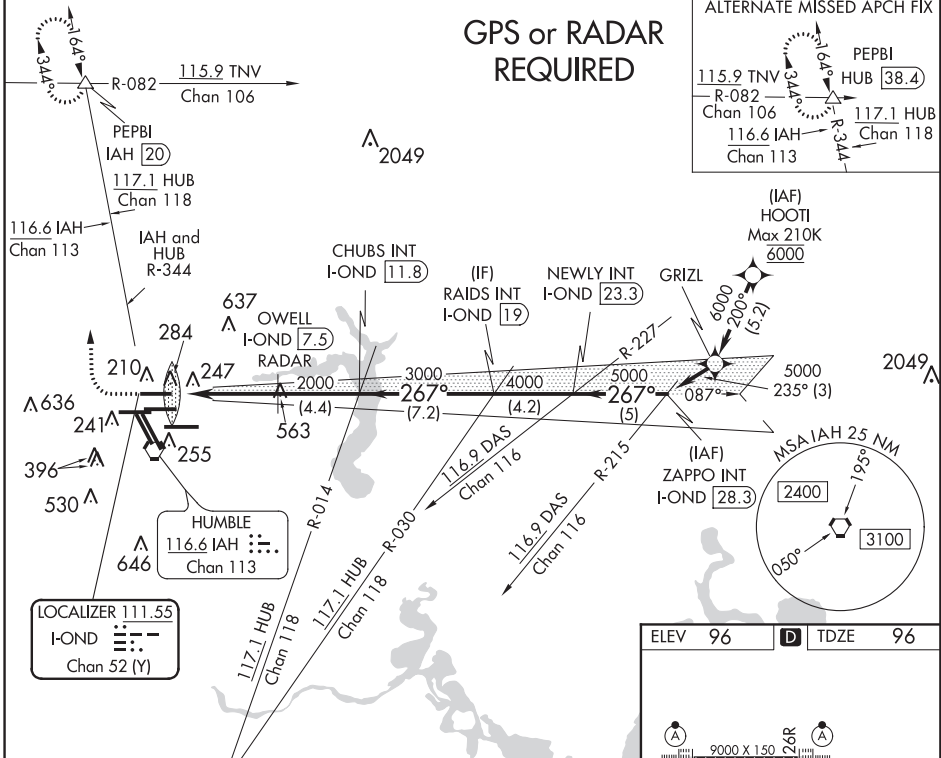 GPS or RADAR
REQUIRED
ALTERNATE MISSED APCH FIX
164°
344°
PEPBI
HUB 38.4
115.9 TNV
R-082
Chan 106
117.1 HUB
Chan 118
116.6 IAH
Chan 113
R-344
164°
344°
R-082
115.9 TNV
Chan 106
PEPBI
IAH 20
117.1 HUB
Chan 118
116.6 IAH
Chan 113
IAH and
HUB
R-344
2049
(IAF)
HOOTI
Max 210K
6000
6000
200°
(5.2)
GRIZL
CHUBS INT
I-OND 11.8
(IF)
RAIDS INT
I-OND 19
NEWLY INT
I-OND 23.3
R-227
637
OWELL
I-OND 7.5
RADAR
284
210
247
2000
3000
4000
5000
5000
2049
636
241
563
(4.4)
267°
(7.2)
(4.2)
267°
(5)
087°
235° (3)
255
396
530
646
(IAF)
ZAPPO INT
I-OND 28.3
116.9 DAS
Chan 116
R-215
116.9 DAS
Chan 116
R-014
R-030
117.1 HUB
Chan 118
117.1 HUB
Chan 118
HUMBLE
116.6 IAH
Chan 113
LOCALIZER 111.55
I-OND
Chan 52 (Y)
MSA IAH 25 NM
195°
2400
3100
050°
ELEV 96
D
TDZE 96
A
9000 X 150
26R
A